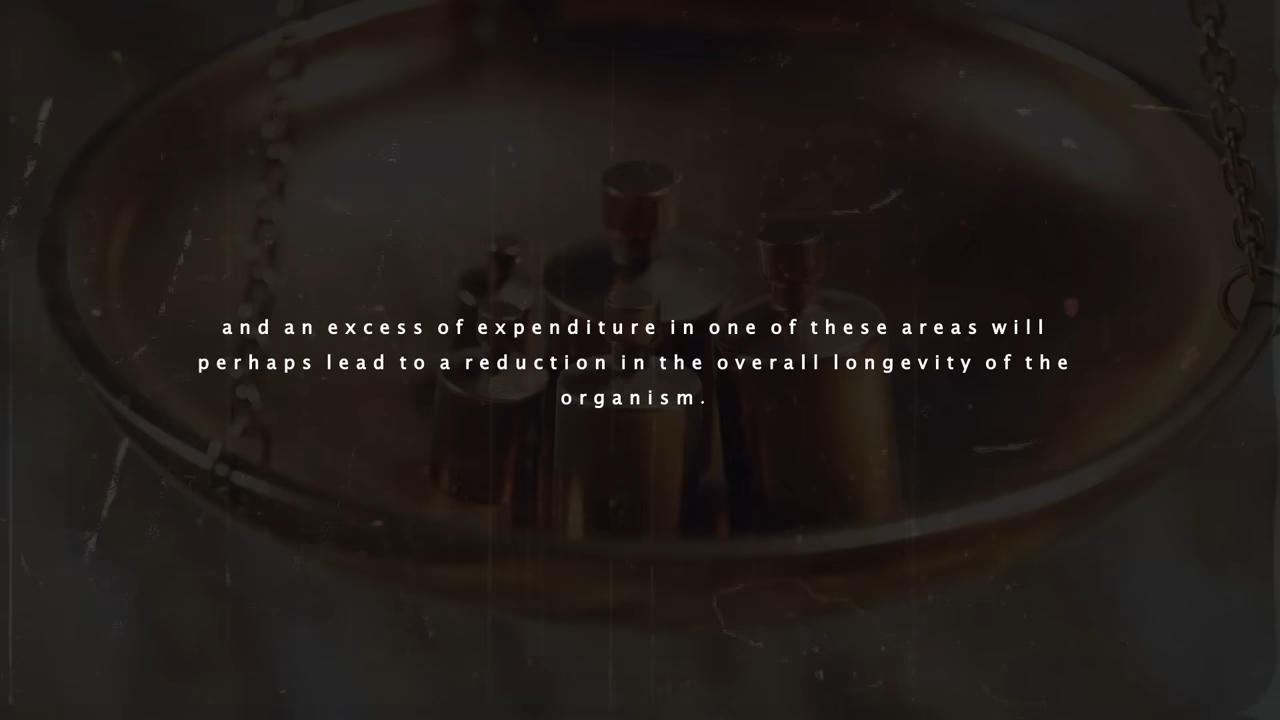 and an excess of expenditure in one of these areas will
perhaps lead to a reduction in the overall longevity of the
organism.